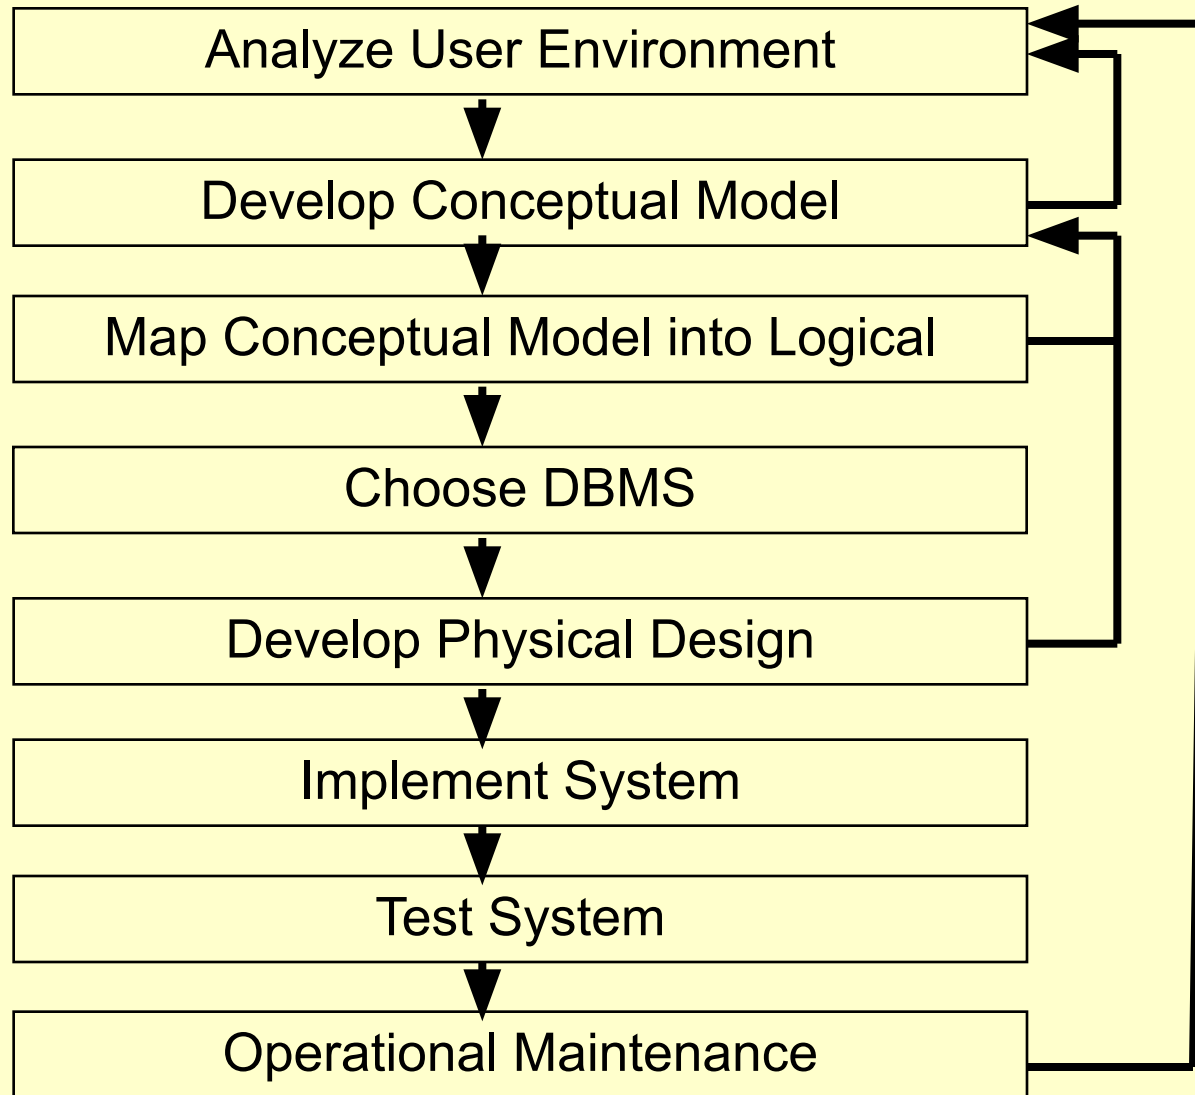 Analyze User Environment
Develop Conceptual Model
Map Conceptual Model into Logical
Choose DBMS
Develop Physical Design
Implement System
Test System
Operational Maintenance